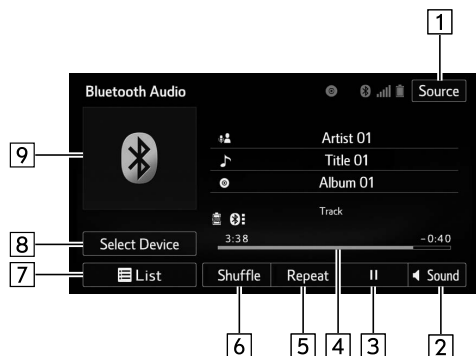 1
Bluetooth Audio
Source
9
Artist 01
Title 01
Album 01
Track
3:38
-0:40
8
Select Device
7
List
Shuffle
Repeat
Sound
6
5
4
3
2